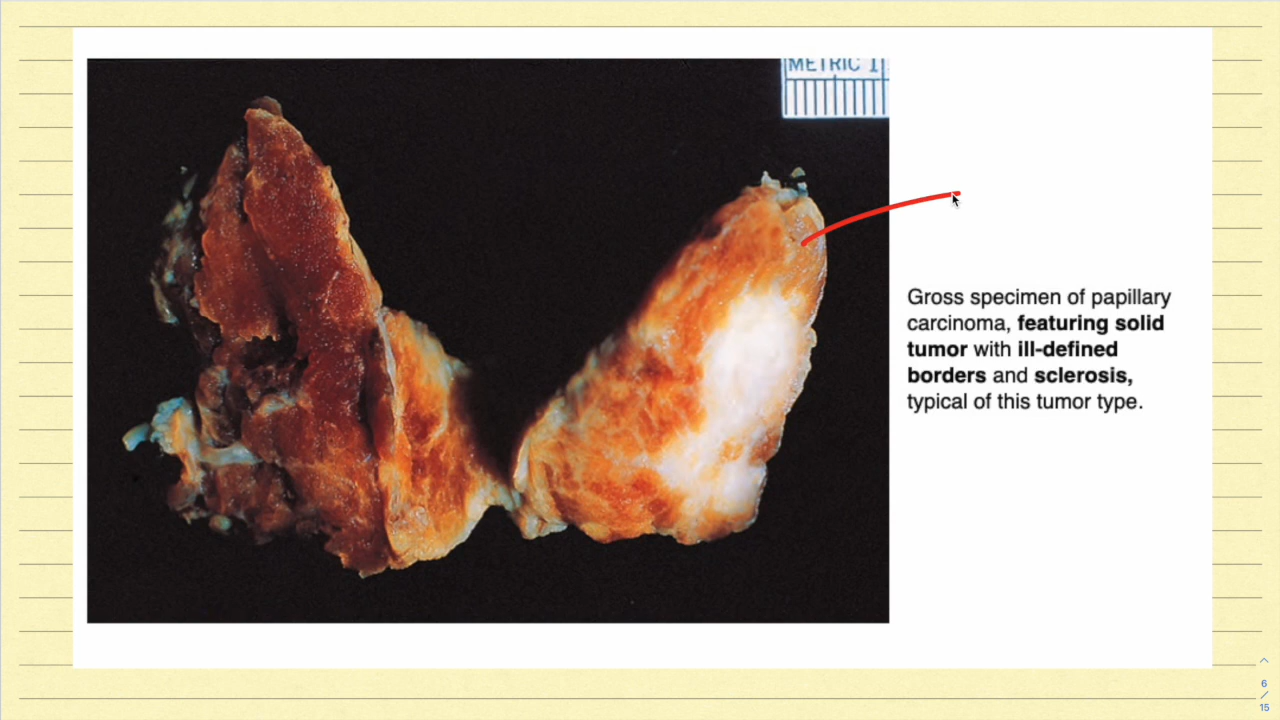 METRIC 1
Gross specimen of papillary
carcinoma, featuring solid
tumor with ill-defined
borders and sclerosis,
typical of this tumor type.
6
/
15